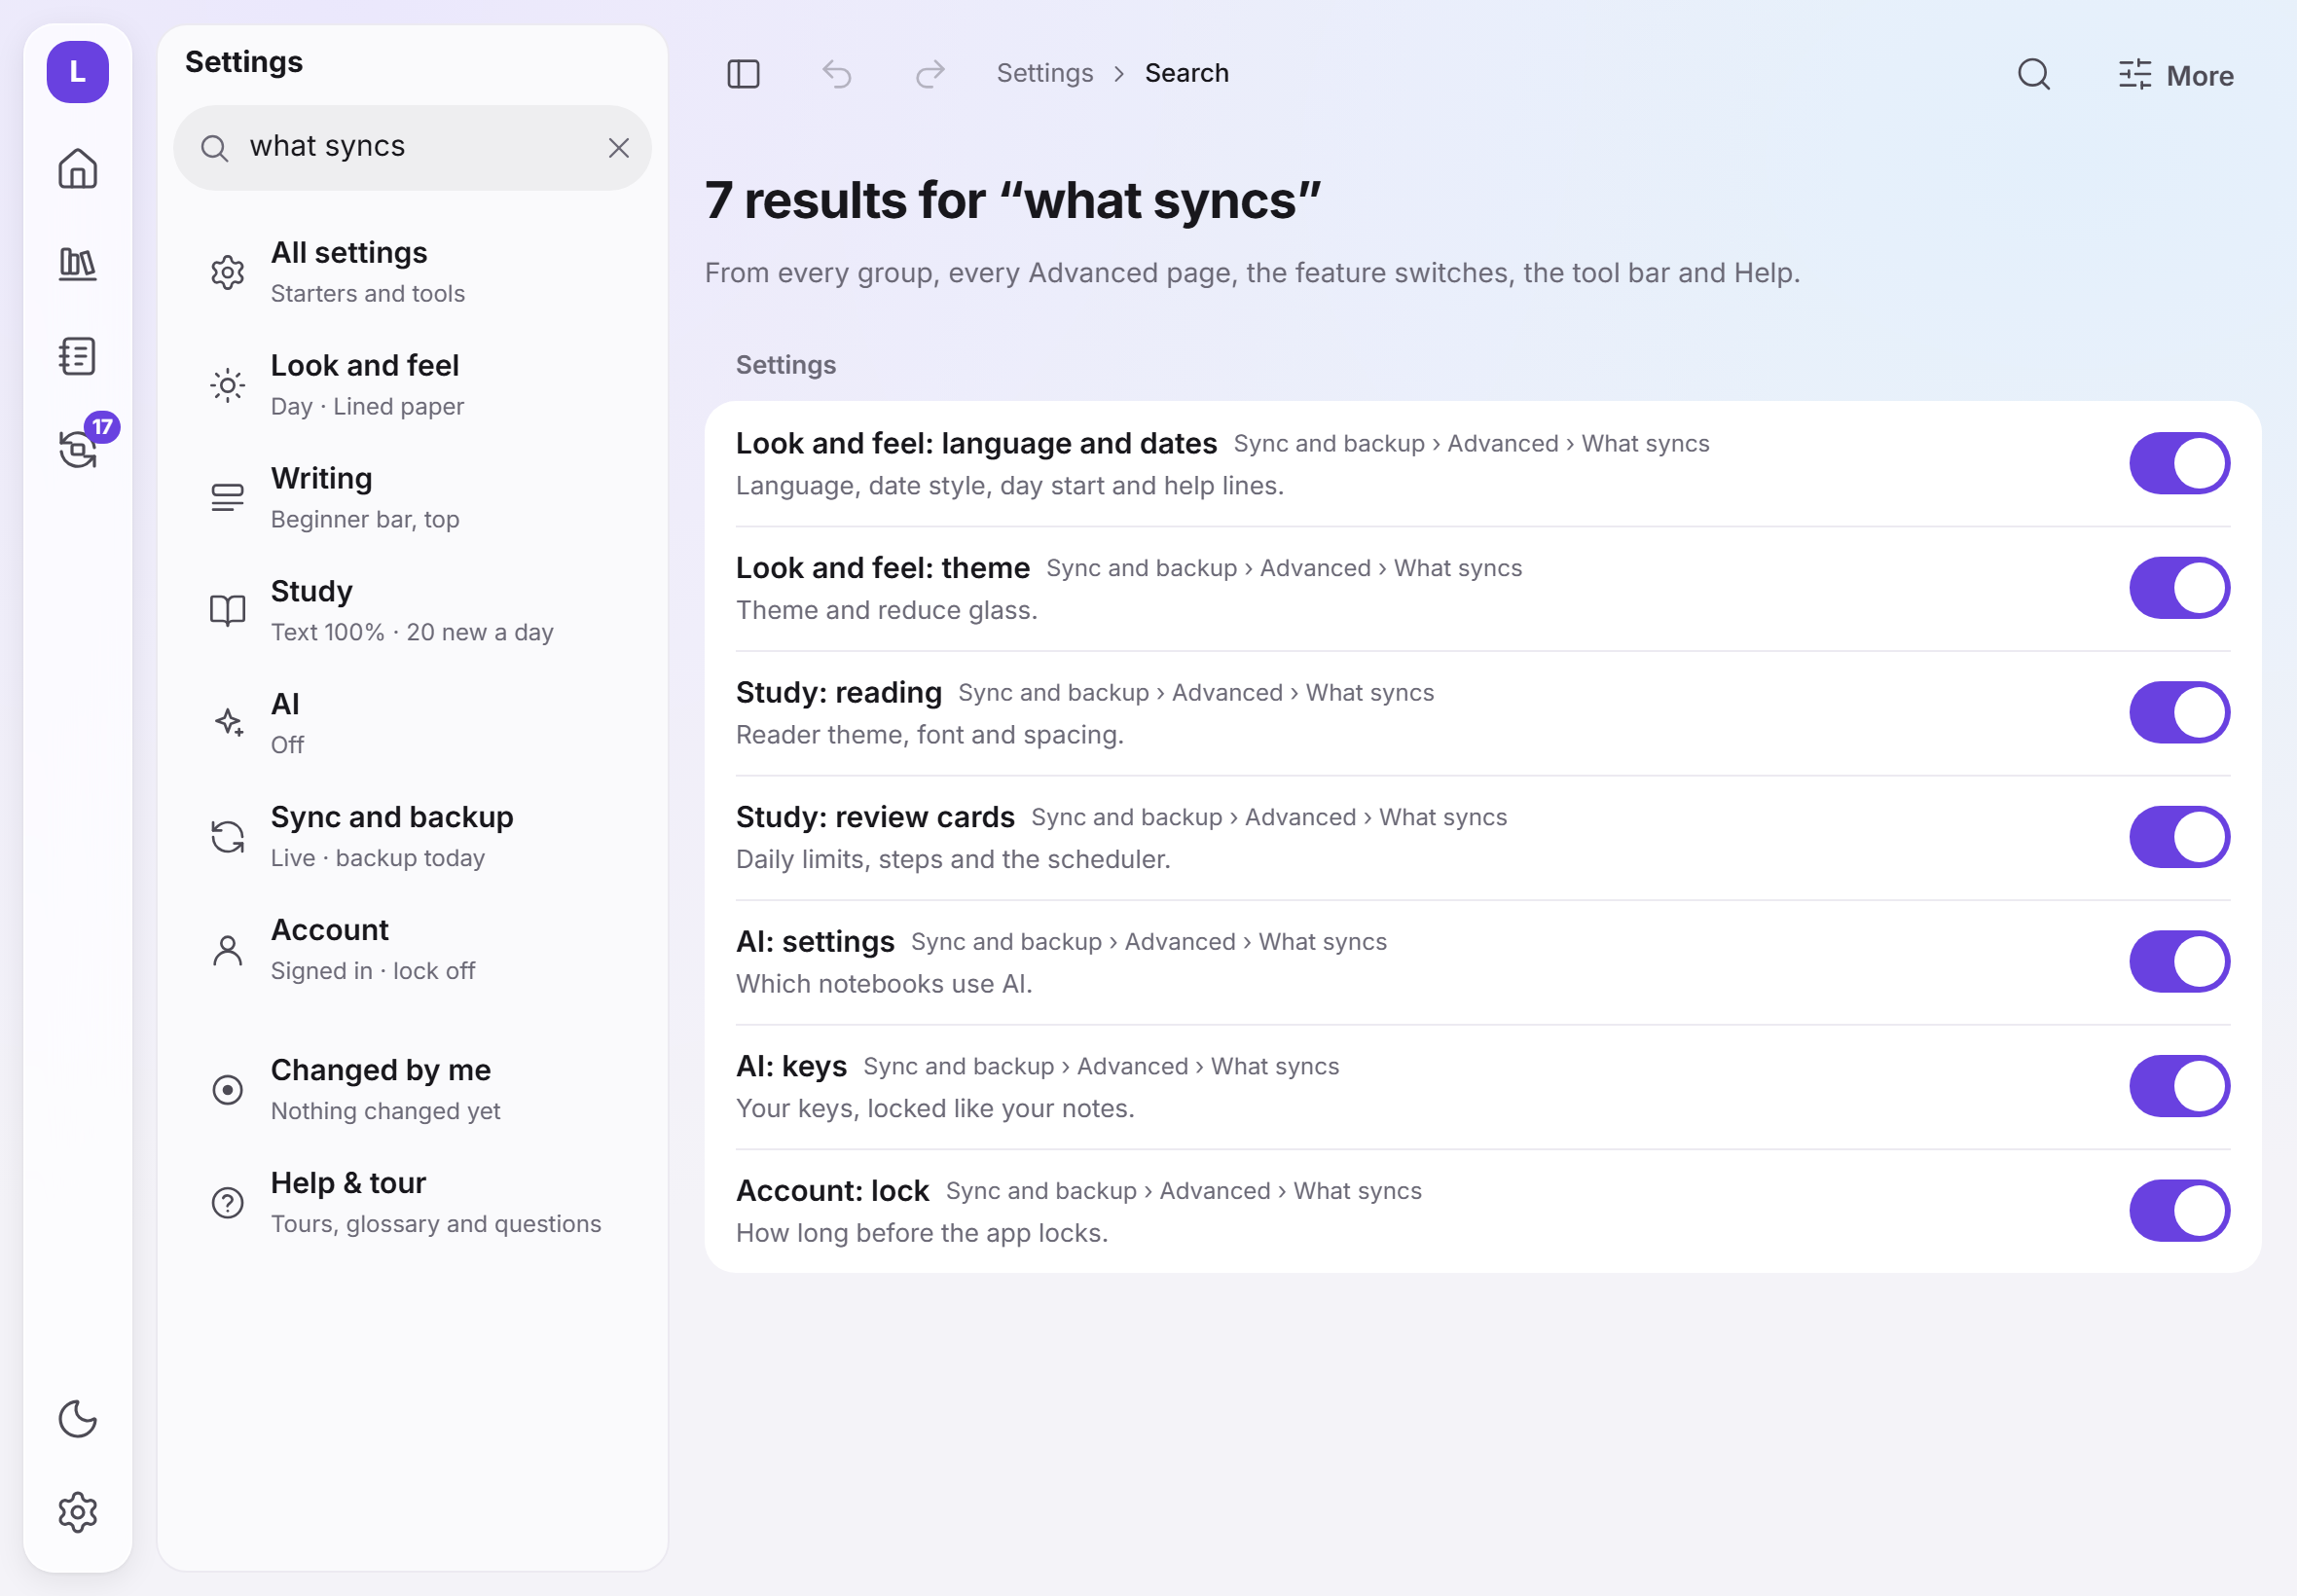 L
17
Settings
what syncs
All settings
Starters and tools
Look and feel
Day · Lined paper
Writing
Beginner bar, top
Study
Text 100% · 20 new a day
AI
Off
Sync and backup
Live · backup today
Account
Signed in · lock off
Changed by me
Nothing changed yet
Help & tour
Tours, glossary and questions
Settings › Search
More
7 results for “what syncs”
From every group, every Advanced page, the feature switches, the tool bar and Help.
Settings
Look and feel: language and dates Sync and backup › Advanced › What syncs
Language, date style, day start and help lines.
Look and feel: theme Sync and backup › Advanced › What syncs
Theme and reduce glass.
Study: reading Sync and backup › Advanced › What syncs
Reader theme, font and spacing.
Study: review cards Sync and backup › Advanced › What syncs
Daily limits, steps and the scheduler.
AI: settings Sync and backup › Advanced › What syncs
Which notebooks use AI.
AI: keys Sync and backup › Advanced › What syncs
Your keys, locked like your notes.
Account: lock Sync and backup › Advanced › What syncs
How long before the app locks.